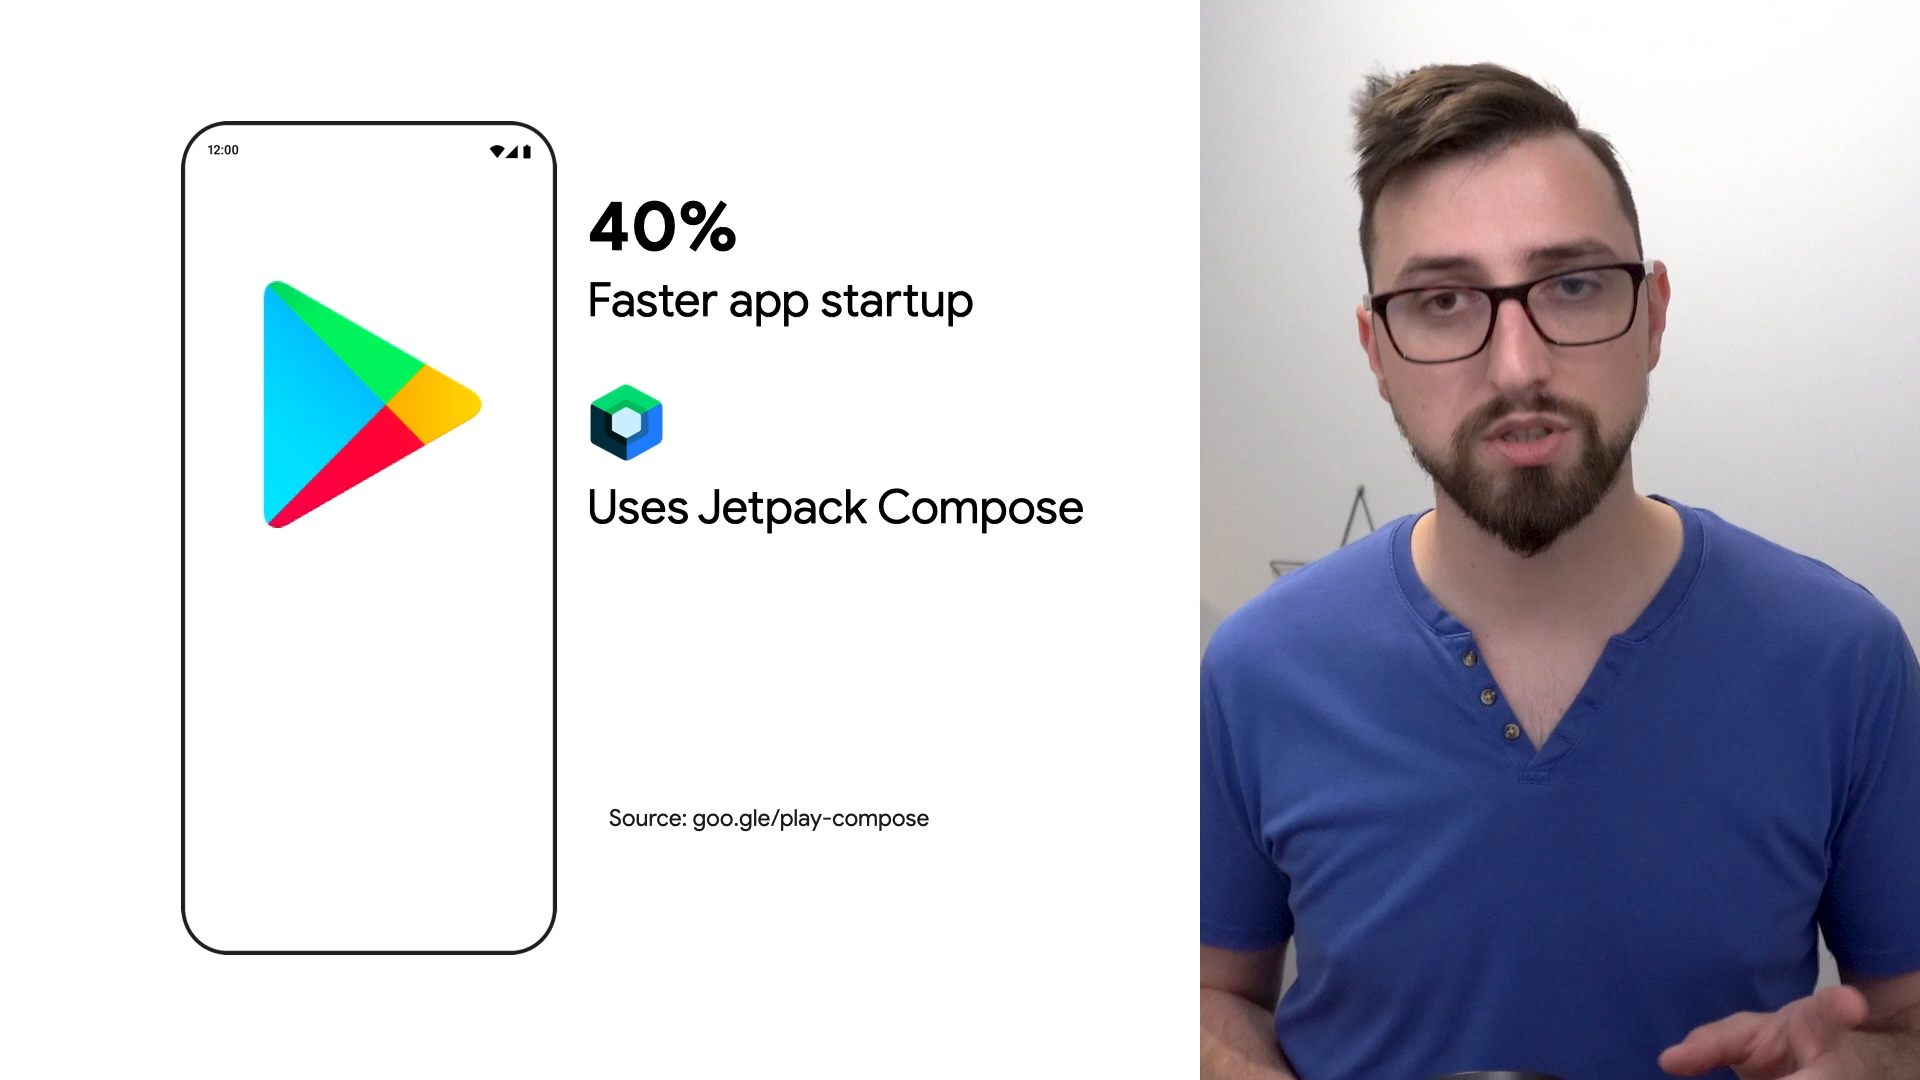 12:00
40%
Faster app startup
Uses Jetpack Compose
Source: goo.gle/play-compose